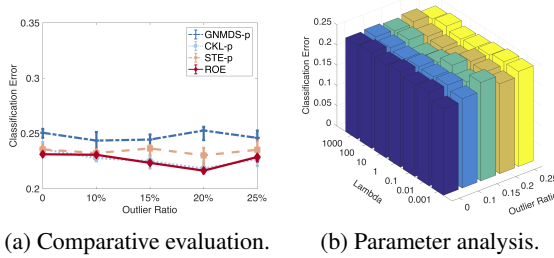 0.35
0.3
0.25
0.2
Classification Error
GNMDS-p
CKL-p
STE-p
ROE
0 10% 15% 20% 25%
Outlier Ratio
(a) Comparative evaluation.
0.25
0.2
0.15
0.1
0.05
0
Classification Error
1000
100
10
1
0.1
0.01
0.001
Lambda
0
0.1
0.15
0.2
0.25
Outlier Ratio
(b) Parameter analysis.